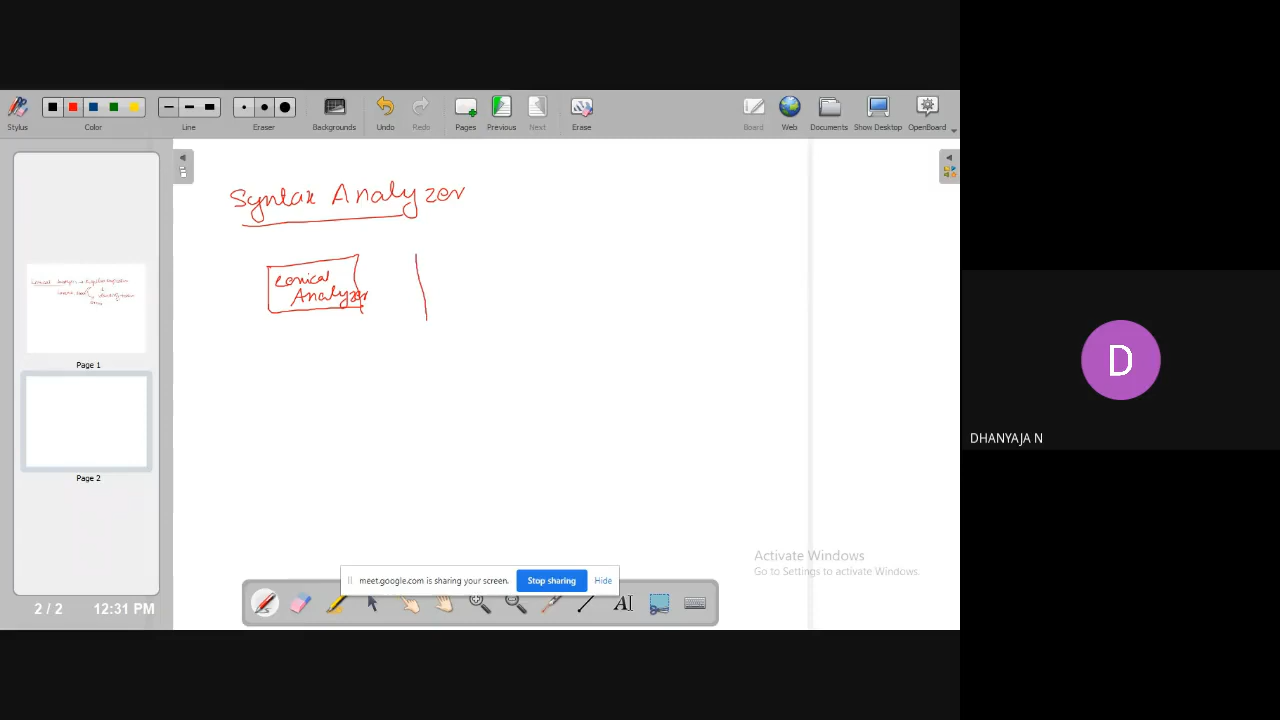 Stylus
Color
Line
Eraser
Backgrounds
Undo
Redo
Pages
Previous
Next
Erase
Board
Web
Documents
Show Desktop
OpenBoard
Syntax Analyzer
Lexical
Analyzer
Page 1
Page 2
2 / 2 12:31 PM
meet.google.com is sharing your screen.
Stop sharing
Hide
Activate Windows
Go to Settings to activate Windows.
D
DHANYAJA N